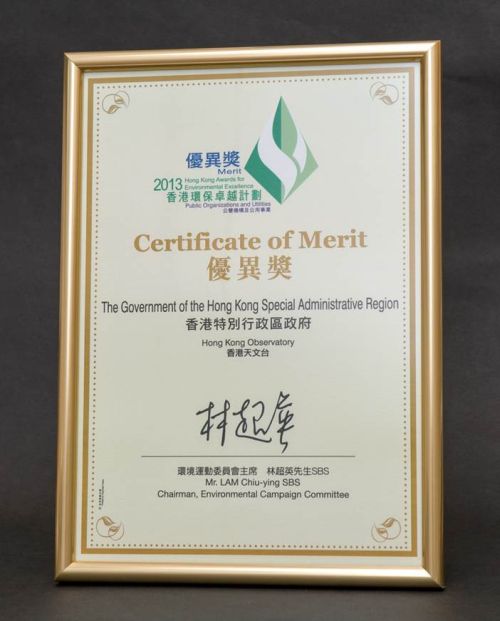 優異獎
Merit
2013 Hong Kong Awards for
Environmental Excellence
香港環保卓越計劃
Public Organizations and Utilities
公營機構及公用事業
Certificate of Merit
優異獎
The Government of the Hong Kong Special Administrative Region
香港特別行政區政府
Hong Kong Observatory
香港天文台
林超英
環境運動委員會主席 林超英先生SBS
Mr. LAM Chiu-ying SBS
Chairman, Environmental Campaign Committee